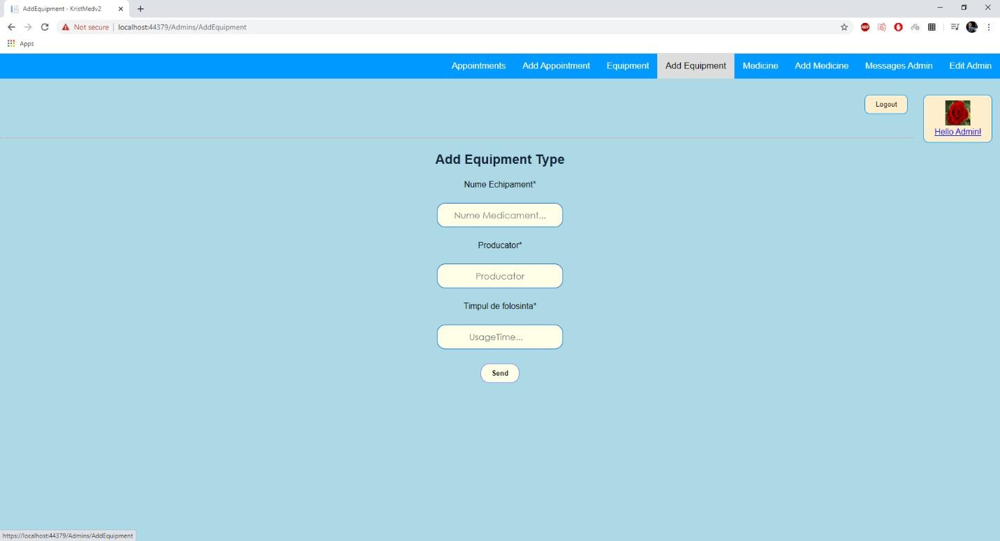 AddEquipment - KristMedv2
Not secure localhost:44379/Admins/AddEquipment
ABP
Apps
Appointments Add Appointment Equipment Add Equipment Medicine Add Medicine Messages Admin Edit Admin
Logout
Hello Admin!
Add Equipment Type
Nume Echipament*
Nume Medicament...
Producator*
Producator
Timpul de folosinta*
UsageTime...
Send
https://localhost:44379/Admins/AddEquipment